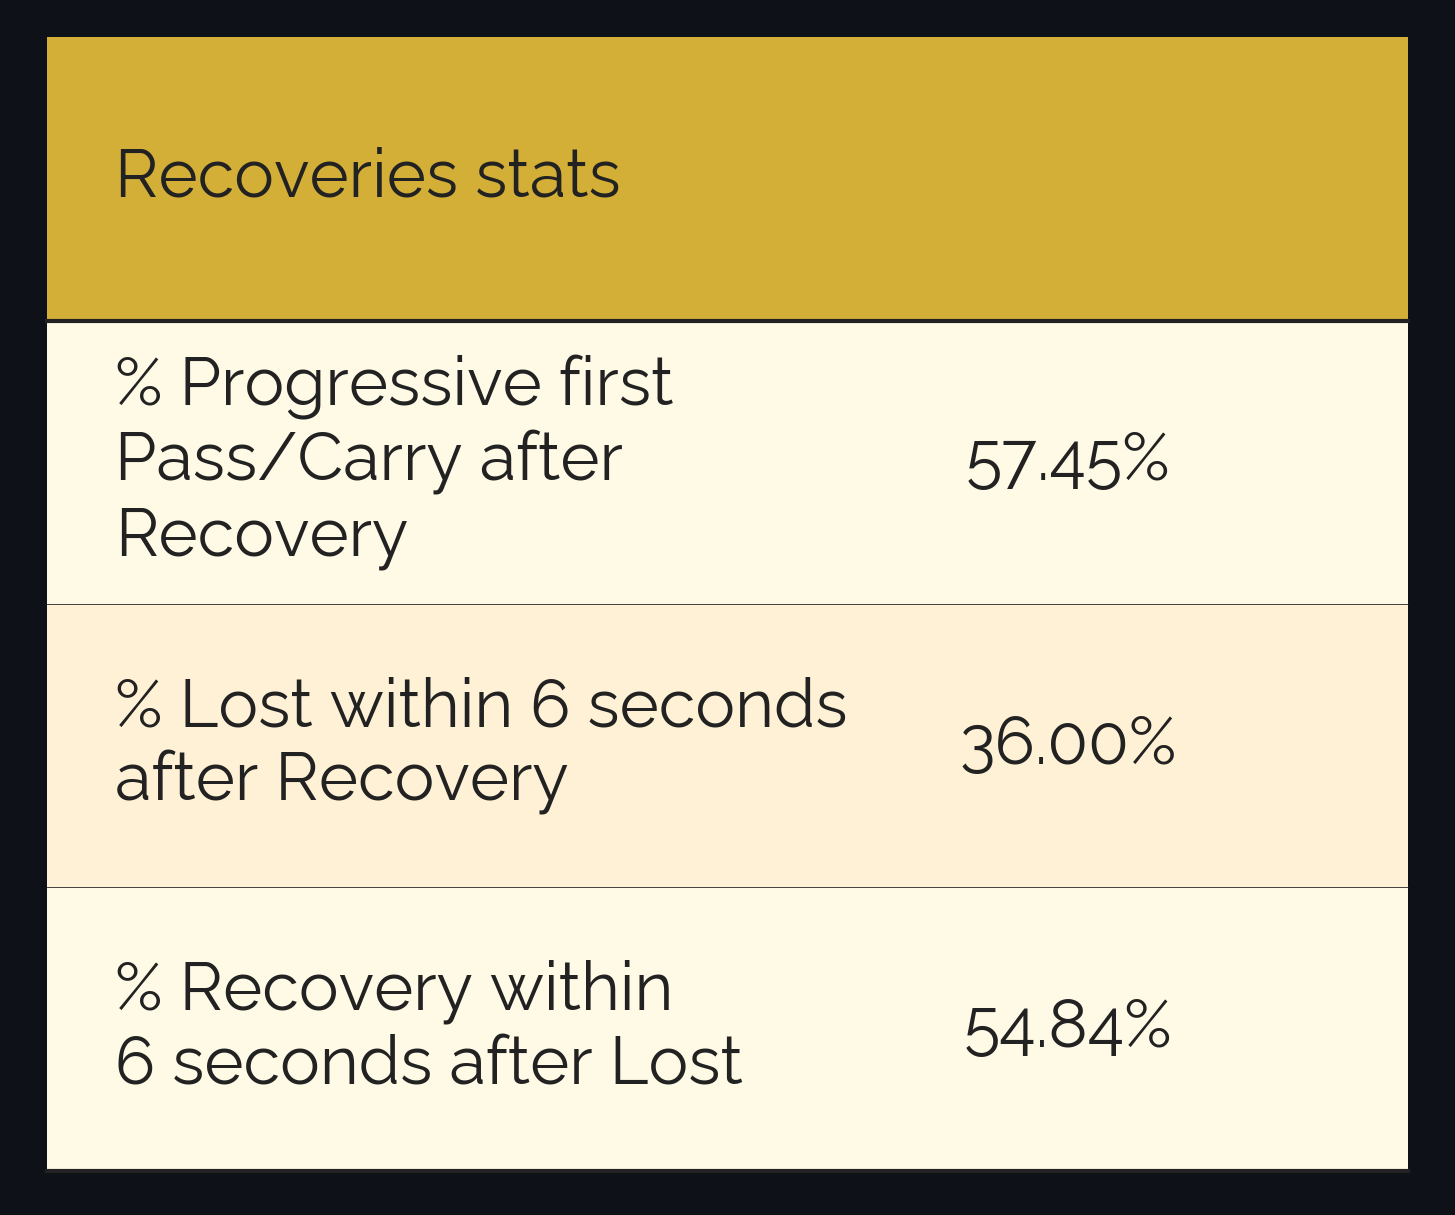 Recoveries stats
% Progressive first
Pass/Carry after
Recovery
57.45%
% Lost within 6 seconds
after Recovery
36.00%
% Recovery within
6 seconds after Lost
54.84%